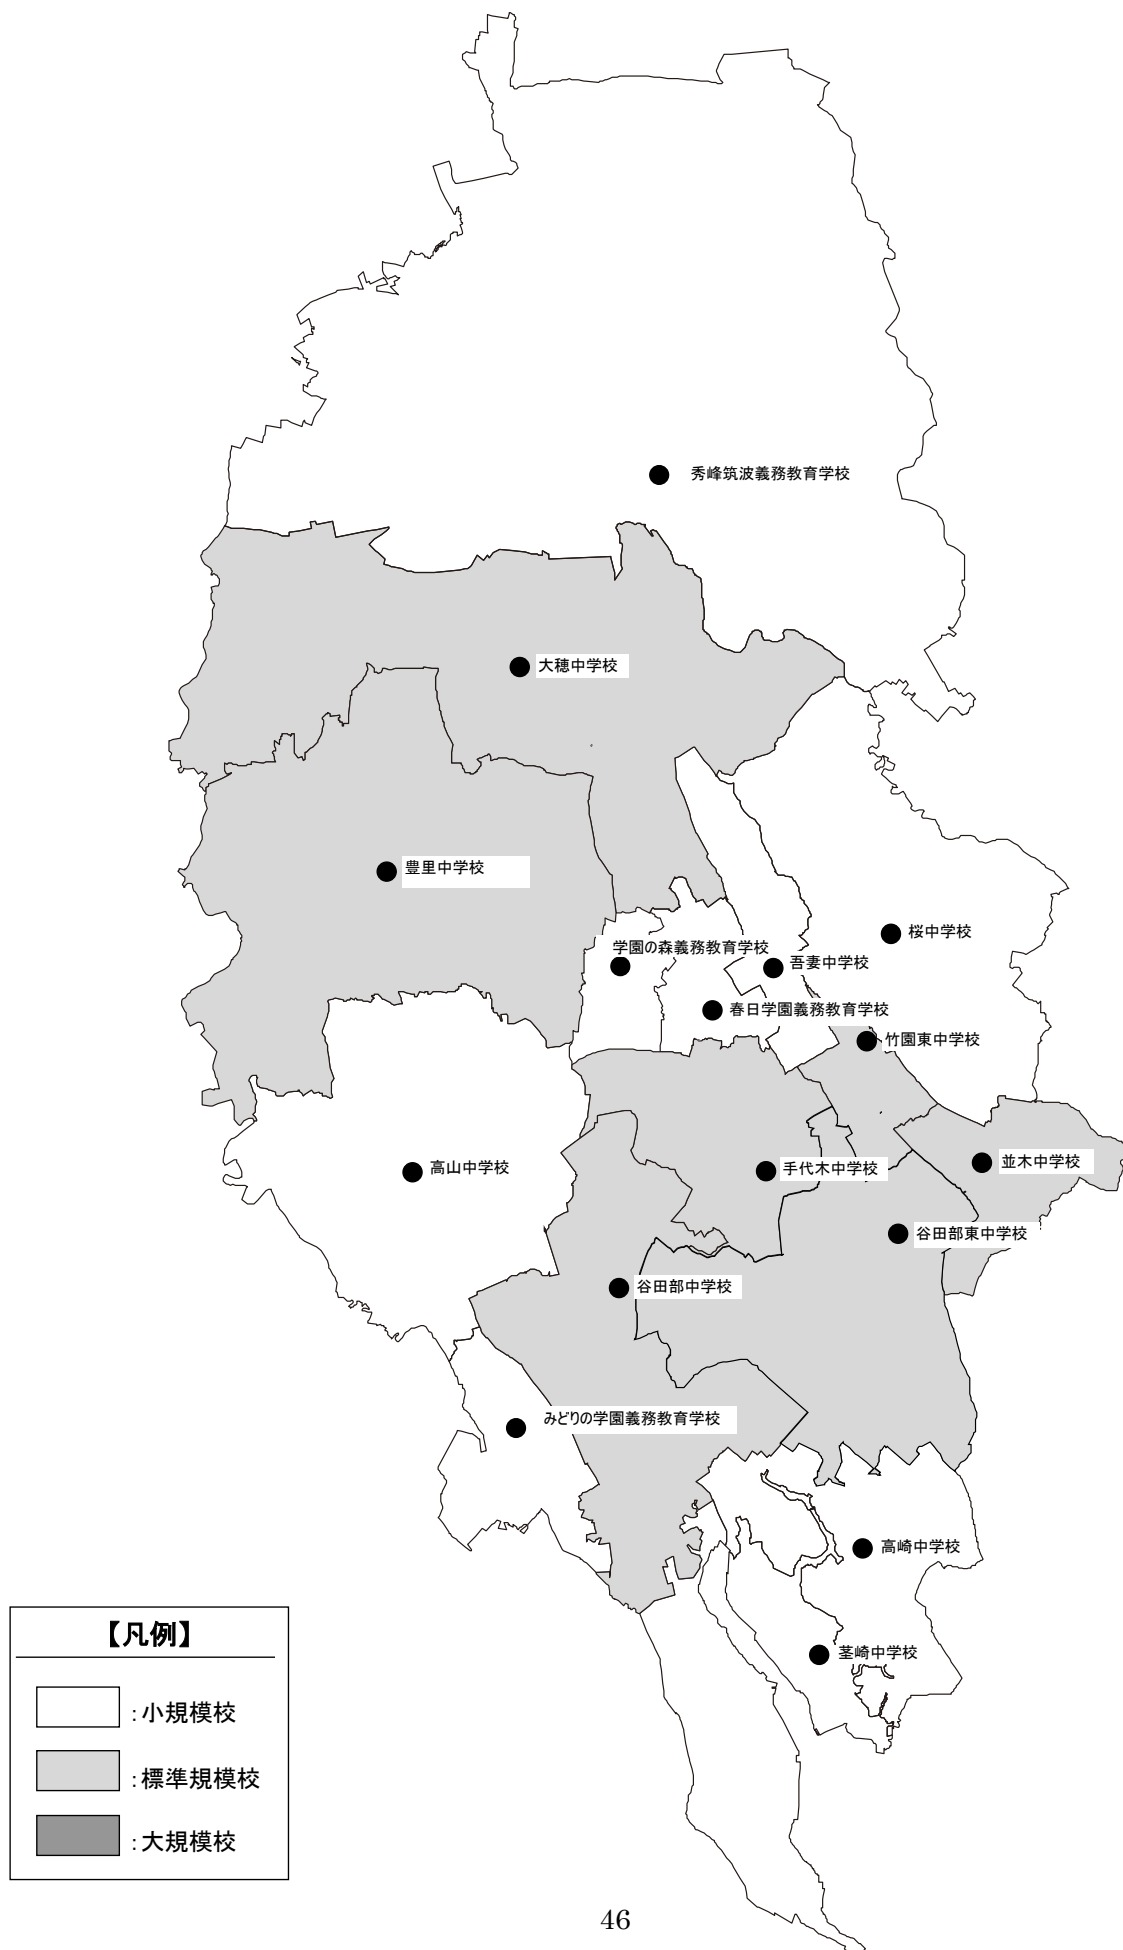 秀峰筑波義務教育学校
大穂中学校
豊里中学校
桜中学校
学園の森義務教育学校
吾妻中学校
春日学園義務教育学校
竹園東中学校
並木中学校
高山中学校
手代木中学校
谷田部東中学校
谷田部中学校
みどりの学園義務教育学校
高崎中学校
茎崎中学校
【凡例】
：小規模校
：標準規模校
：大規模校
46